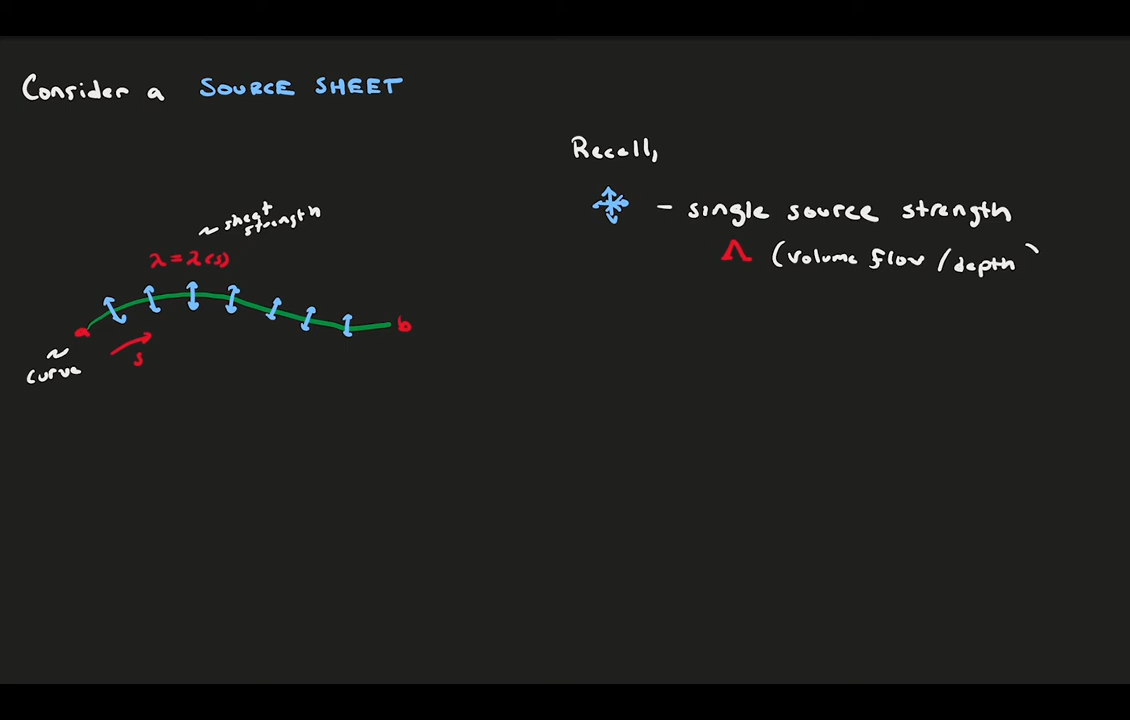 Consider a SOURCE SHEET
Recall,
~ sheet
strength
λ = λ(s)
- single source strength
Λ (volume flow / depth )
a
b
s
~
curve